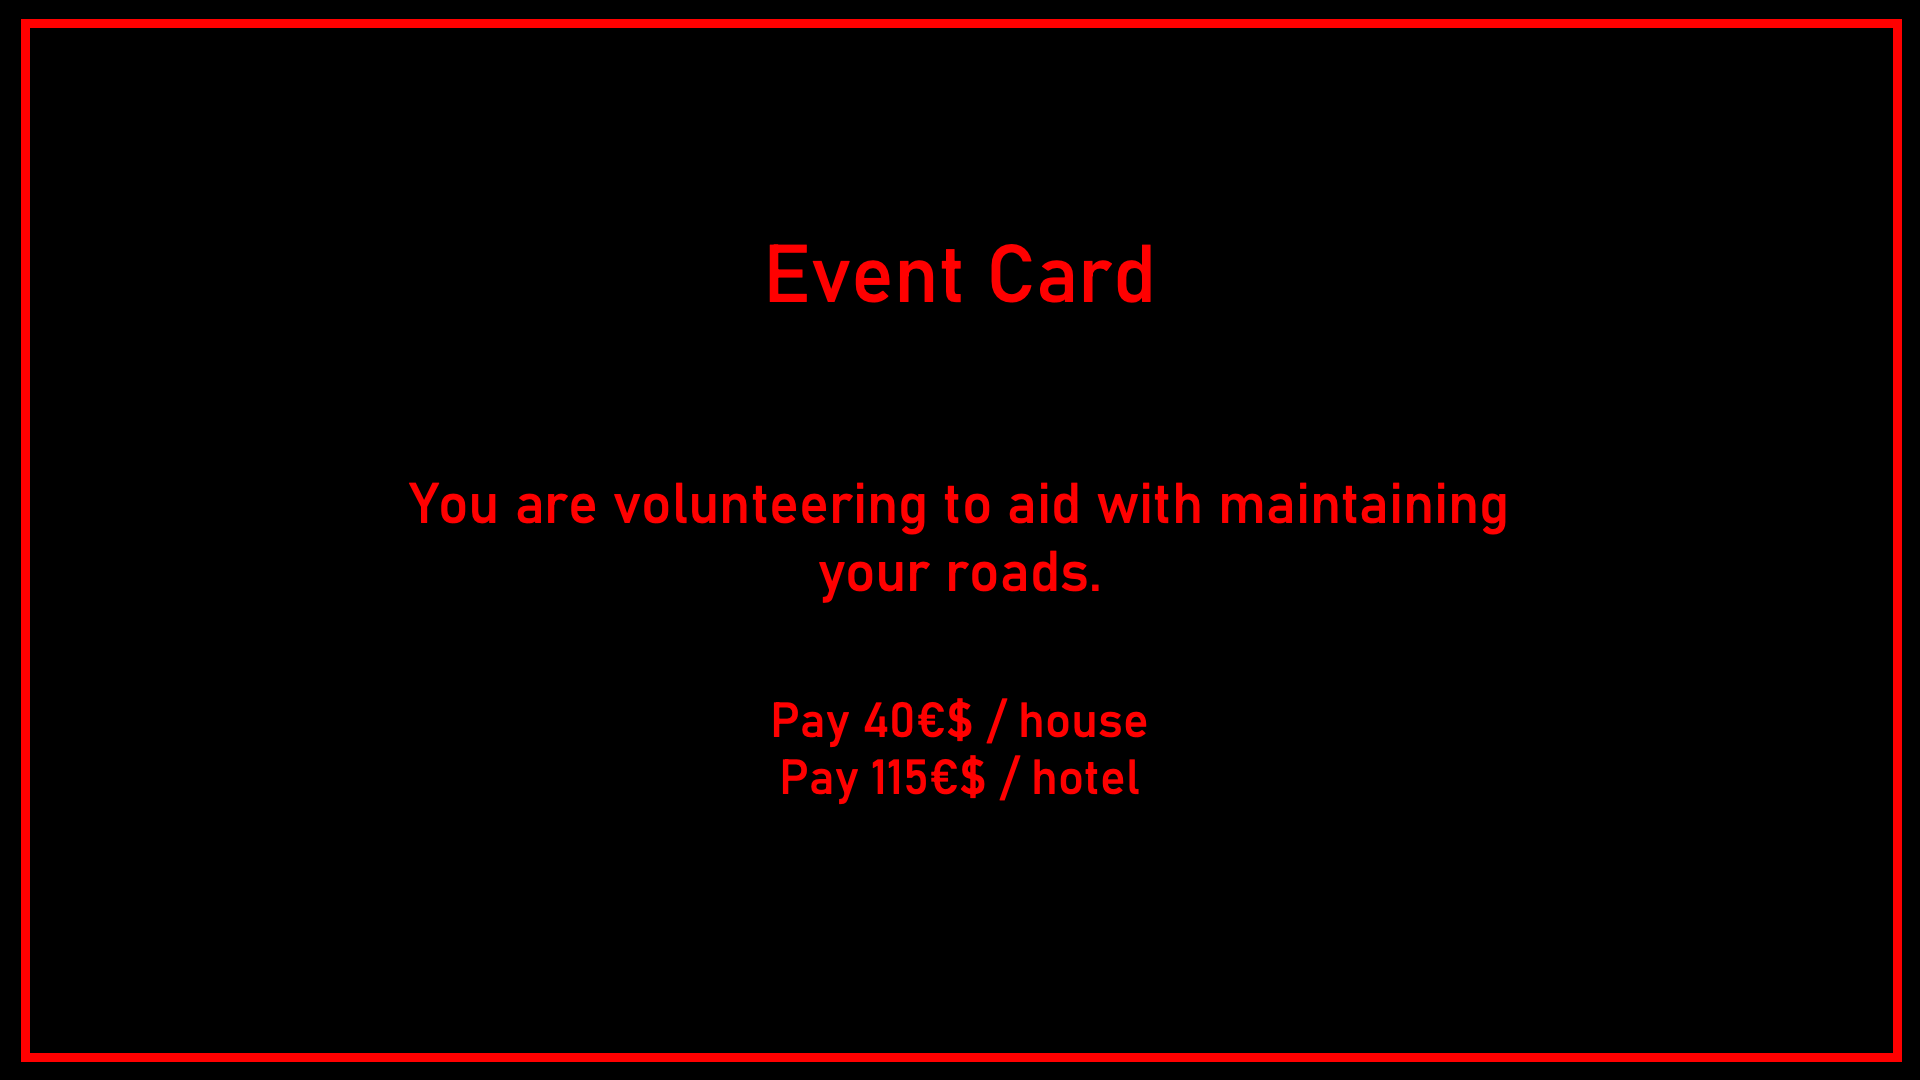 Event Card
You are volunteering to aid with maintaining
your roads.
Pay 40€$ / house
Pay 115€$ / hotel